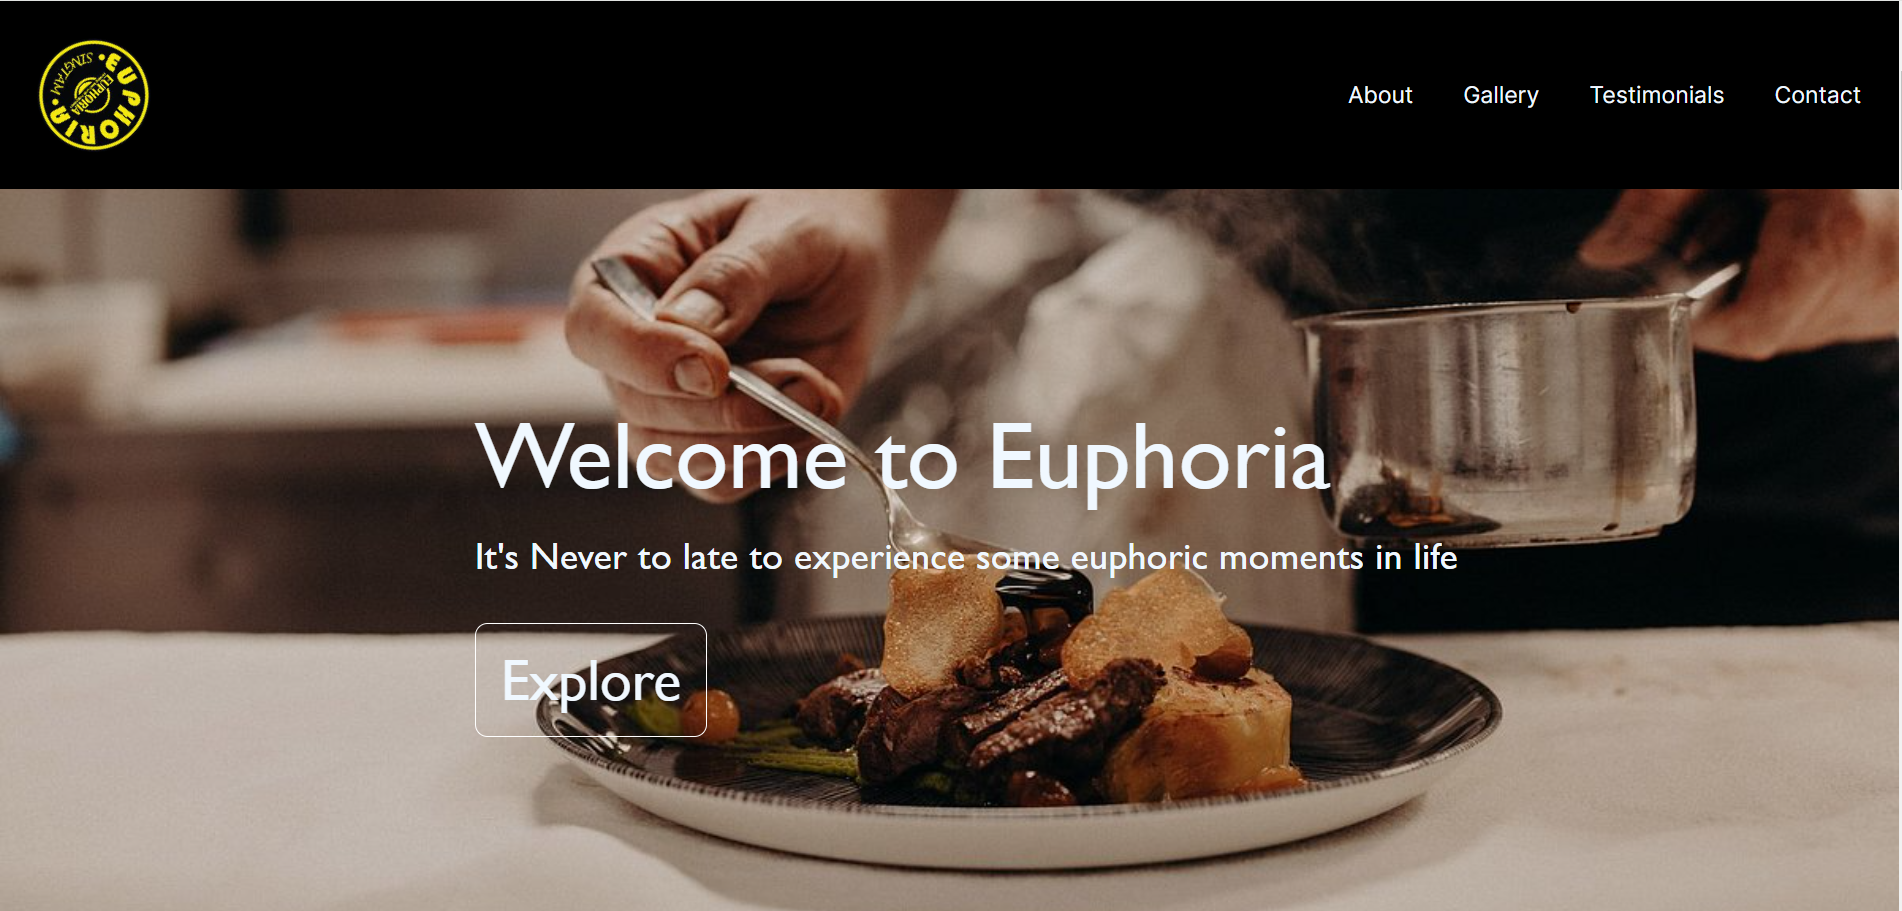 EUPHORIA
SINGTAM
EUPHORIA
About Gallery Testimonials Contact
Welcome to Euphoria
It's Never to late to experience some euphoric moments in life
Explore